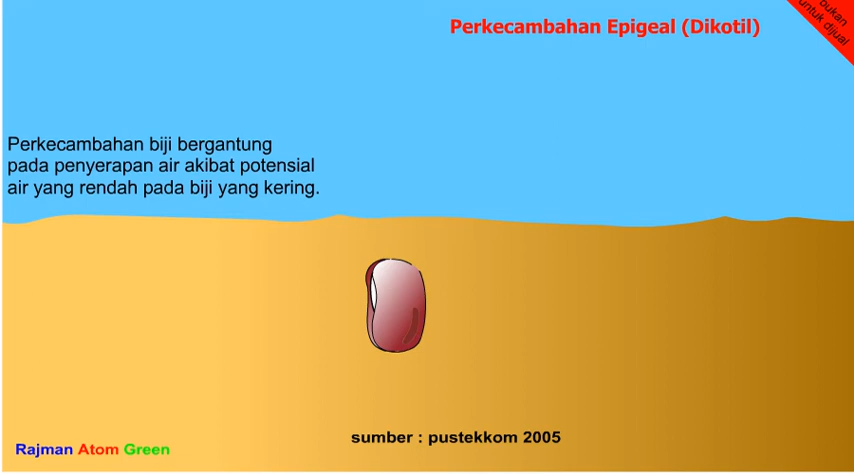 Perkecambahan Epigeal (Dikotil)
bukan
untuk dijual
Perkecambahan biji bergantung
pada penyerapan air akibat potensial
air yang rendah pada biji yang kering.
sumber : pustekkom 2005
Rajman Atom Green